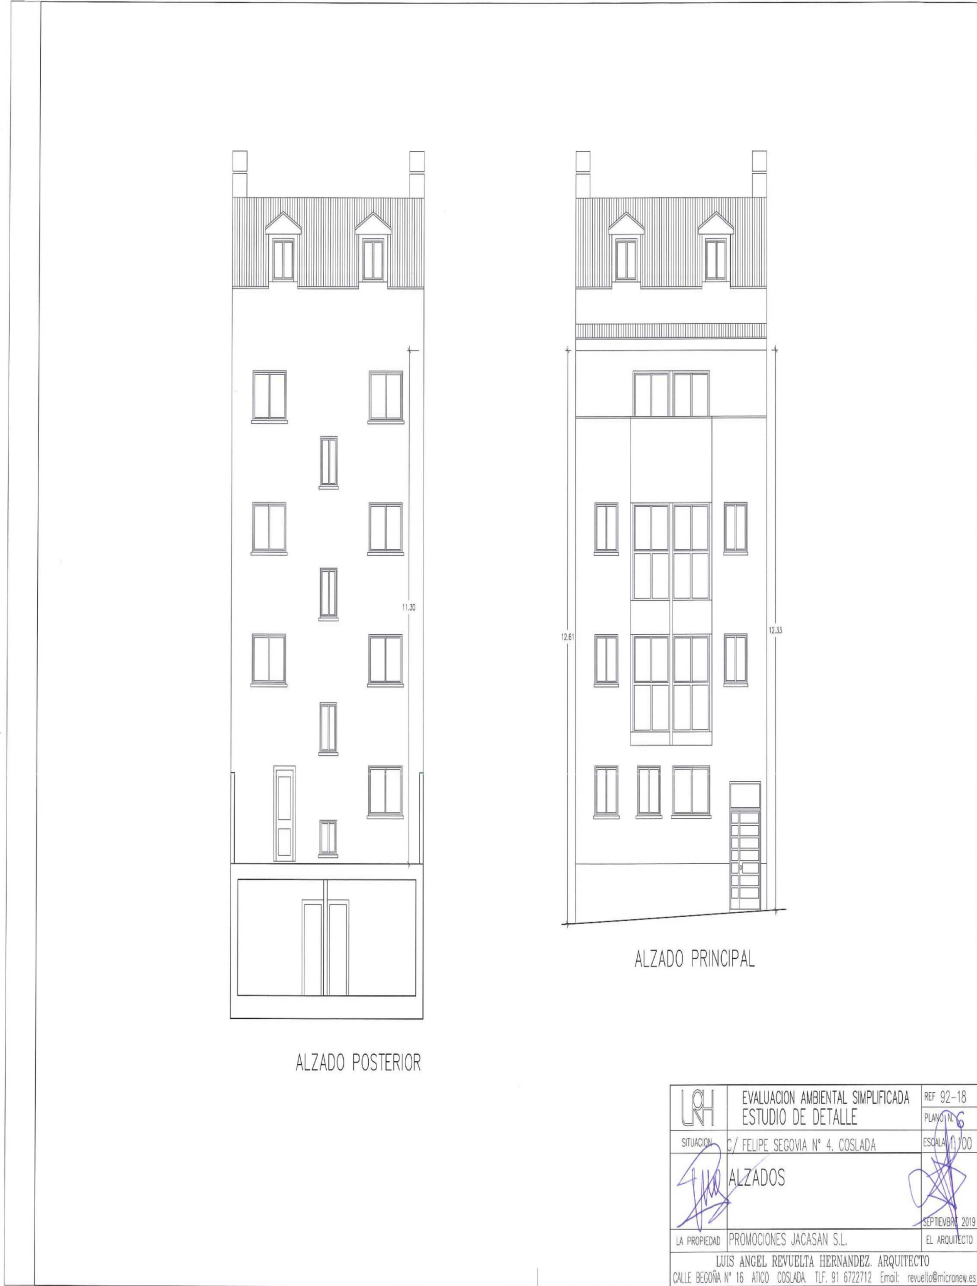 11.30
12.61
12.33
ALZADO PRINCIPAL
ALZADO POSTERIOR
LRH
EVALUACION AMBIENTAL SIMPLIFICADA
ESTUDIO DE DETALLE
REF 92-18
PLANO N. 6
SITUACION
C/ FELIPE SEGOVIA Nº 4. COSLADA
ESCALA 1:100
ALZADOS
SEPTIEMBRE 2019
LA PROPIEDAD
PROMOCIONES JACASAN S.L.
EL ARQUITECTO
LUIS ANGEL REVUELTA HERNANDEZ. ARQUITECTO
CALLE BEGOÑA Nº 16 ATICO COSLADA. TLF. 91 6722712 Email: revuelta@micronew.es